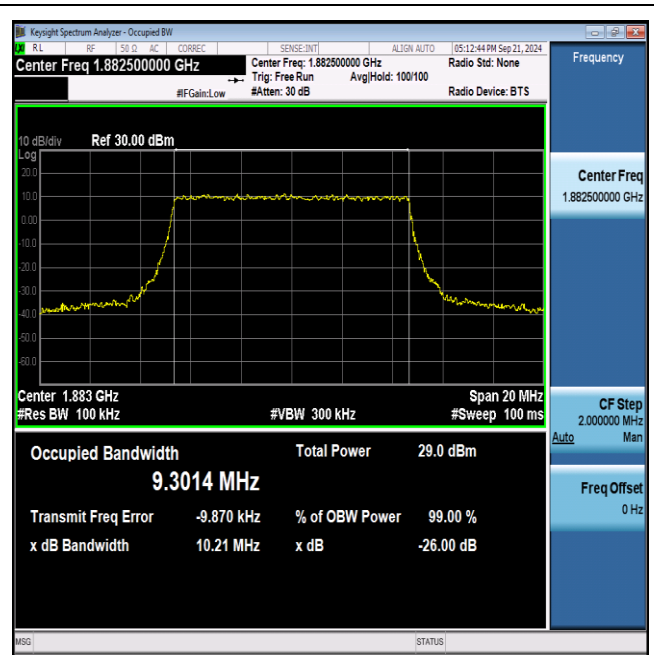 Keysight Spectrum Analyzer - Occupied BW
LXI RL RF 50 Ω AC CORREC SENSE:INT ALIGN AUTO 05:12:44 PM Sep 21, 2024
Center Freq 1.882500000 GHz
Center Freq: 1.882500000 GHz
Radio Std: None
Trig: Free Run Avg|Hold: 100/100
#IFGain:Low #Atten: 30 dB Radio Device: BTS
Frequency
10 dB/div Ref 30.00 dBm
Log
20.0
10.0
0.00
-10.0
-20.0
-30.0
-40.0
-50.0
-60.0
Center Freq
1.882500000 GHz
Center 1.883 GHz Span 20 MHz
#Res BW 100 kHz #VBW 300 kHz #Sweep 100 ms
CF Step
2.000000 MHz
Auto Man
Occupied Bandwidth Total Power 29.0 dBm
9.3014 MHz
Transmit Freq Error -9.870 kHz % of OBW Power 99.00 %
x dB Bandwidth 10.21 MHz x dB -26.00 dB
Freq Offset
0 Hz
MSG STATUS